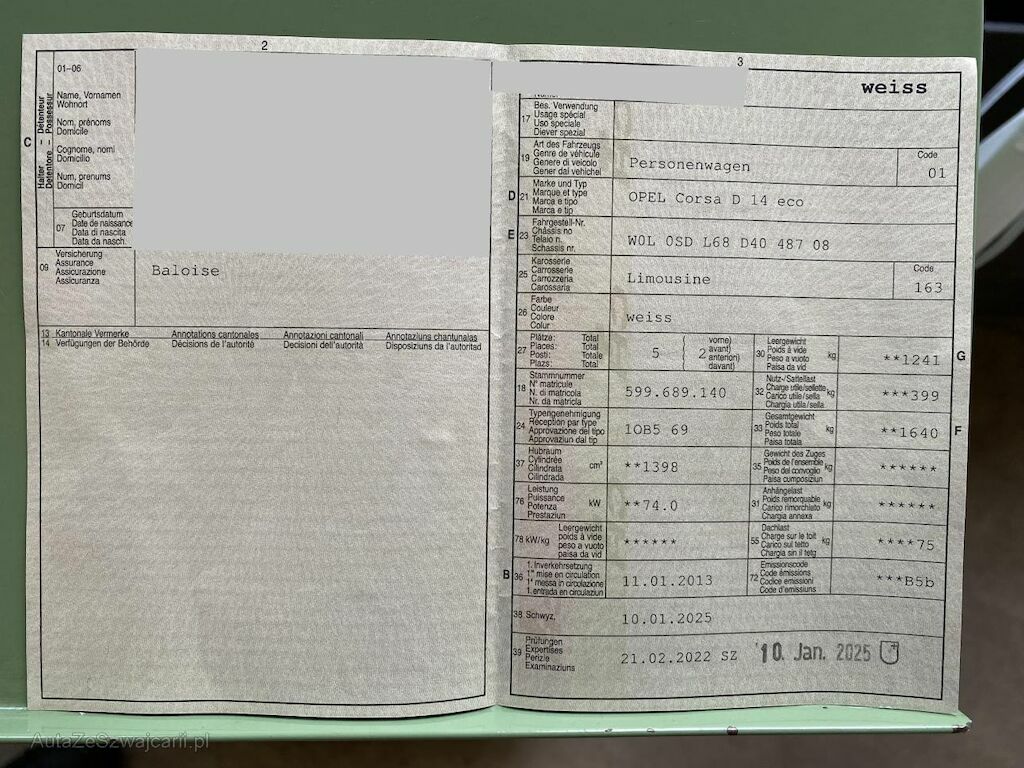 2
01–06
Name, Vornamen
Wohnort
Nom, prénoms
Domicile
Cognome, nomi
Domicilio
Num, prenums
Domicil
C
Halter – Détenteur
Detentore – Possessur
07
Geburtsdatum
Date de naissance
Data di nascita
Data da nasch.
09
Versicherung
Assurance
Assicurazione
Assicuranza
Baloise
13 Kantonale Vermerke Annotations cantonales Annotazioni cantonali Annotaziuns chantunalas
14 Verfügungen der Behörde Décisions de l'autorité Decisioni dell'autorità Disposiziuns da l'autoritad
3
weiss
17
Bes. Verwendung
Usage spécial
Uso speciale
Diever spezial
19
Art des Fahrzeugs
Genre de véhicule
Genere di veicolo
Gener dal vehichel
Personenwagen
Code
01
D 21
Marke und Typ
Marque et type
Marca e tipo
Marca e tip
OPEL Corsa D 14 eco
E 23
Fahrgestell-Nr.
Châssis no
Telaio n.
Schassis nr.
W0L 0SD L68 D40 487 08
25
Karosserie
Carrosserie
Carrozzeria
Carossaria
Limousine
Code
163
26
Farbe
Couleur
Colore
Colur
weiss
27
Plätze: Total
Places: Total
Posti: Totale
Plazs: Total
5
2
vorne)
avant)
anteriori)
davant)
30
Leergewicht
Poids à vide
Peso a vuoto
Paisa da vid
kg
**1241
G
18
Stammnummer
N° matricule
N. di matricola
Nr. da matricla
599.689.140
32
Nutz-/Sattellast
Charge utile/sellette
Carico utile/sella
Chargia utila/sella
kg
***399
24
Typengenehmigung
Réception par type
Approvazione del tipo
Approvaziun dal tip
1OB5 69
33
Gesamtgewicht
Poids total
Peso totale
Paisa totala
kg
**1640
F
37
Hubraum
Cylindrée
Cilindrata
Cilindrada
cm³
**1398
35
Gewicht des Zuges
Poids de l'ensemble
Peso del convoglio
Paisa cumposiziun
kg
******
76
Leistung
Puissance
Potenza
Prestaziun
kW
**74.0
31
Anhängelast
Poids remorquable
Carico rimorchiato
Chargia annexa
kg
******
78 kW/kg
Leergewicht
poids à vide
peso a vuoto
paisa da vid
******
55
Dachlast
Charge sur le toit
Carico sul tetto
Chargia sin il tetg
kg
****75
B 36
1. Inverkehrsetzung
1re mise en circulation
1a messa in circolazione
1. entrada en circulaziun
11.01.2013
72
Emissionscode
Code émissions
Codice emissioni
Code d'emissiuns
***B5b
38 Schwyz,
10.01.2025
39
Prüfungen
Expertises
Perizie
Examinaziuns
21.02.2022 SZ
10. Jan. 2025
AutaZeSzwajcarii.pl